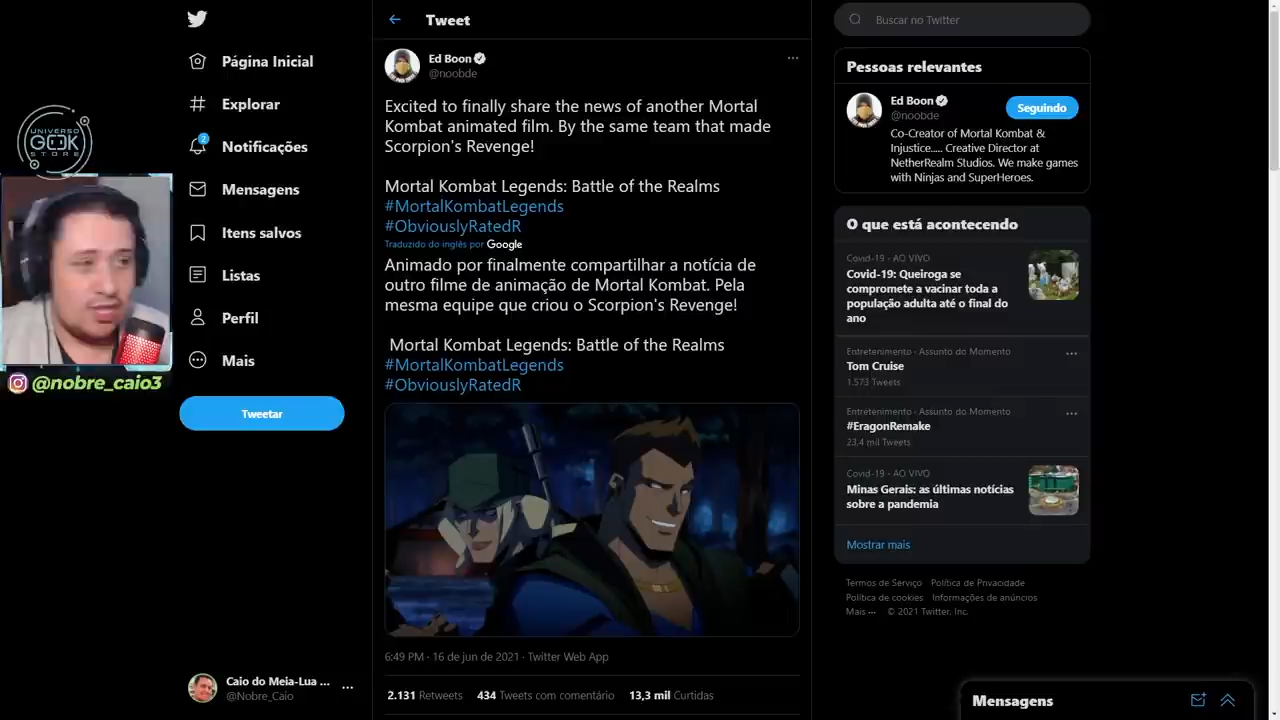 Tweet
Buscar no Twitter
Página Inicial
Explorar
2
Notificações
Mensagens
Itens salvos
Listas
Perfil
Mais
Tweetar
Caio do Meia-Lua ...
@Nobre_Caio
UNIVERSO
GEEK
STORE
@nobre_caio3
Ed Boon
@noobde
Excited to finally share the news of another Mortal
Kombat animated film. By the same team that made
Scorpion's Revenge!
Mortal Kombat Legends: Battle of the Realms
#MortalKombatLegends
#ObviouslyRatedR
Traduzido do inglês por Google
Animado por finalmente compartilhar a notícia de
outro filme de animação de Mortal Kombat. Pela
mesma equipe que criou o Scorpion's Revenge!
Mortal Kombat Legends: Battle of the Realms
#MortalKombatLegends
#ObviouslyRatedR
6:49 PM · 16 de jun de 2021 · Twitter Web App
2.131 Retweets 434 Tweets com comentário 13,3 mil Curtidas
Pessoas relevantes
Ed Boon
@noobde
Seguindo
Co-Creator of Mortal Kombat &
Injustice..... Creative Director at
NetherRealm Studios. We make games
with Ninjas and SuperHeroes.
O que está acontecendo
Covid-19 · AO VIVO
Covid-19: Queiroga se
compromete a vacinar toda a
população adulta até o final do
ano
Entretenimento · Assunto do Momento
Tom Cruise
1.573 Tweets
Entretenimento · Assunto do Momento
#EragonRemake
23,4 mil Tweets
Covid-19 · AO VIVO
Minas Gerais: as últimas notícias
sobre a pandemia
Mostrar mais
Termos de Serviço Política de Privacidade
Política de cookies Informações de anúncios
Mais ··· © 2021 Twitter, Inc.
Mensagens